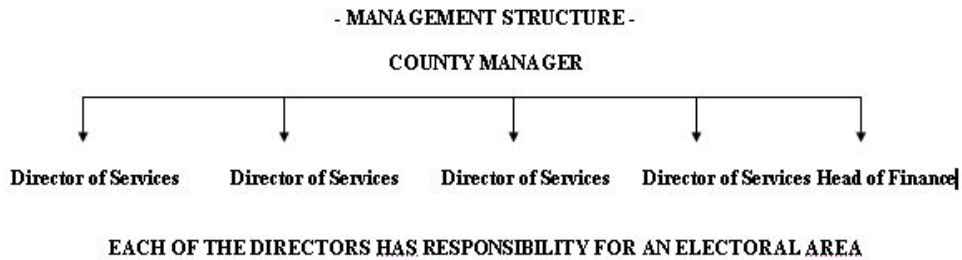 - MANAGEMENT STRUCTURE -
COUNTY MANAGER
Director of Services Director of Services Director of Services Director of Services Head of Finance
EACH OF THE DIRECTORS HAS RESPONSIBILITY FOR AN ELECTORAL AREA